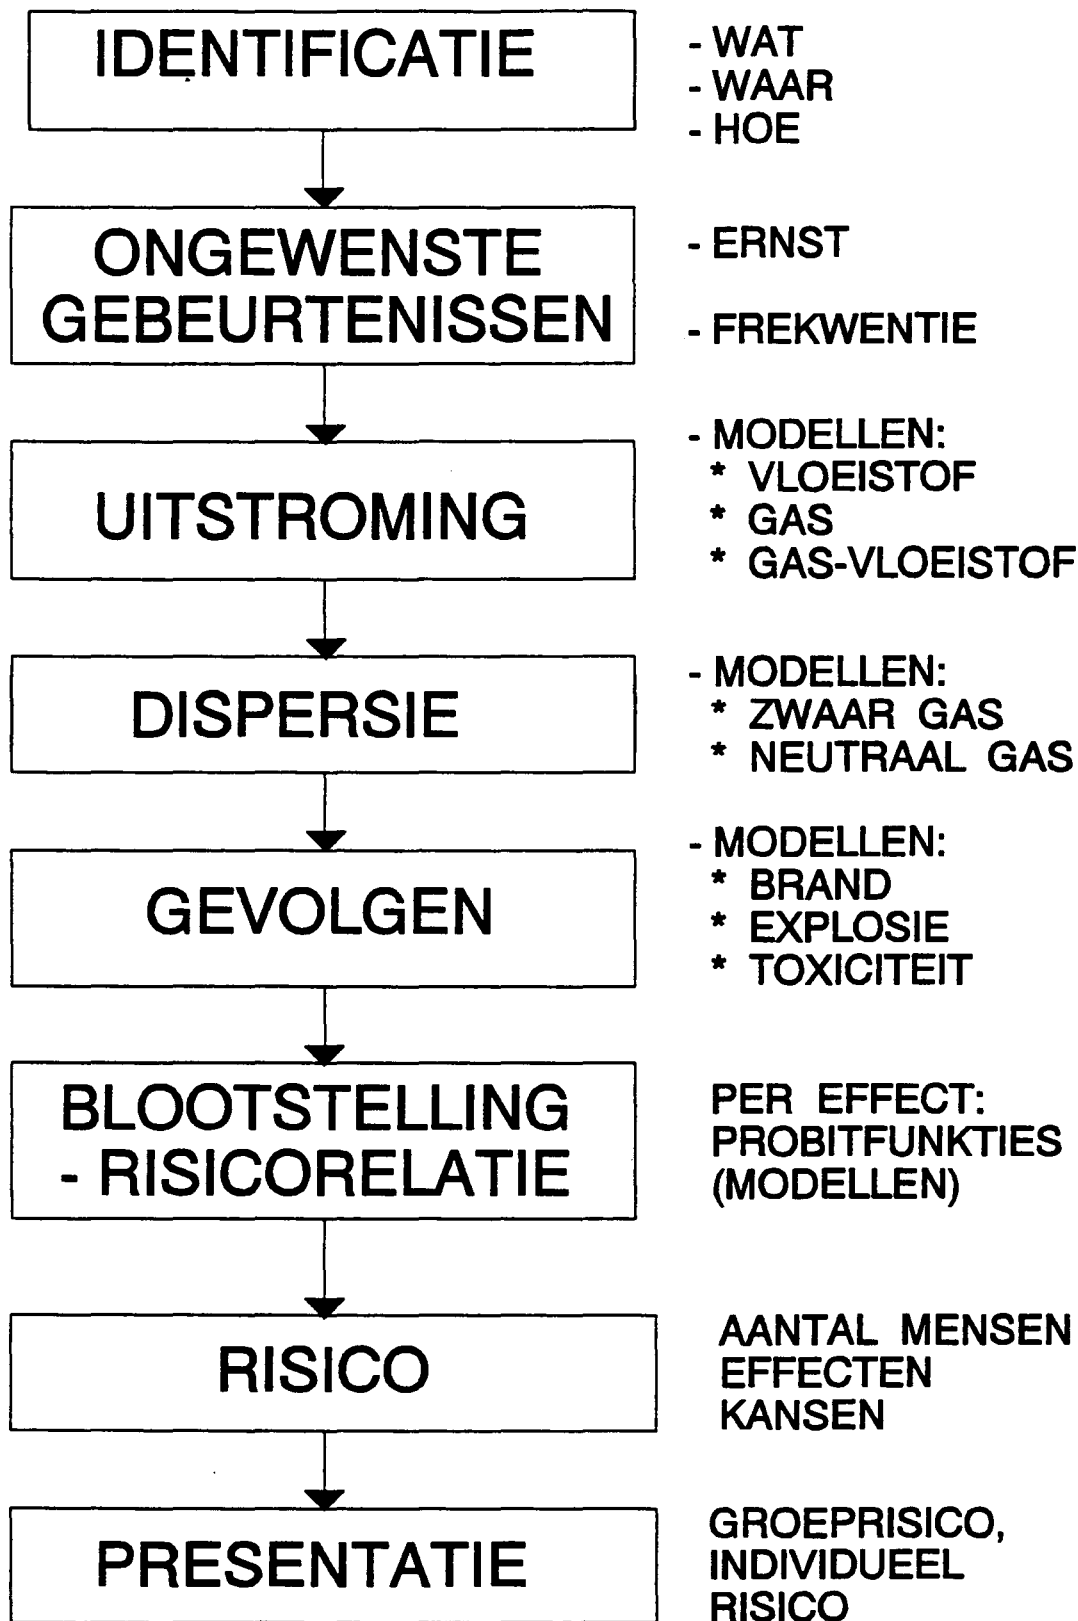 IDENTIFICATIE
- WAT
- WAAR
- HOE
ONGEWENSTE
GEBEURTENISSEN
- ERNST
- FREKWENTIE
UITSTROMING
- MODELLEN:
* VLOEISTOF
* GAS
* GAS-VLOEISTOF
DISPERSIE
- MODELLEN:
* ZWAAR GAS
* NEUTRAAL GAS
GEVOLGEN
- MODELLEN:
* BRAND
* EXPLOSIE
* TOXICITEIT
BLOOTSTELLING
- RISICORELATIE
PER EFFECT:
PROBITFUNKTIES
(MODELLEN)
RISICO
AANTAL MENSEN
EFFECTEN
KANSEN
PRESENTATIE
GROEPRISICO,
INDIVIDUEEL
RISICO